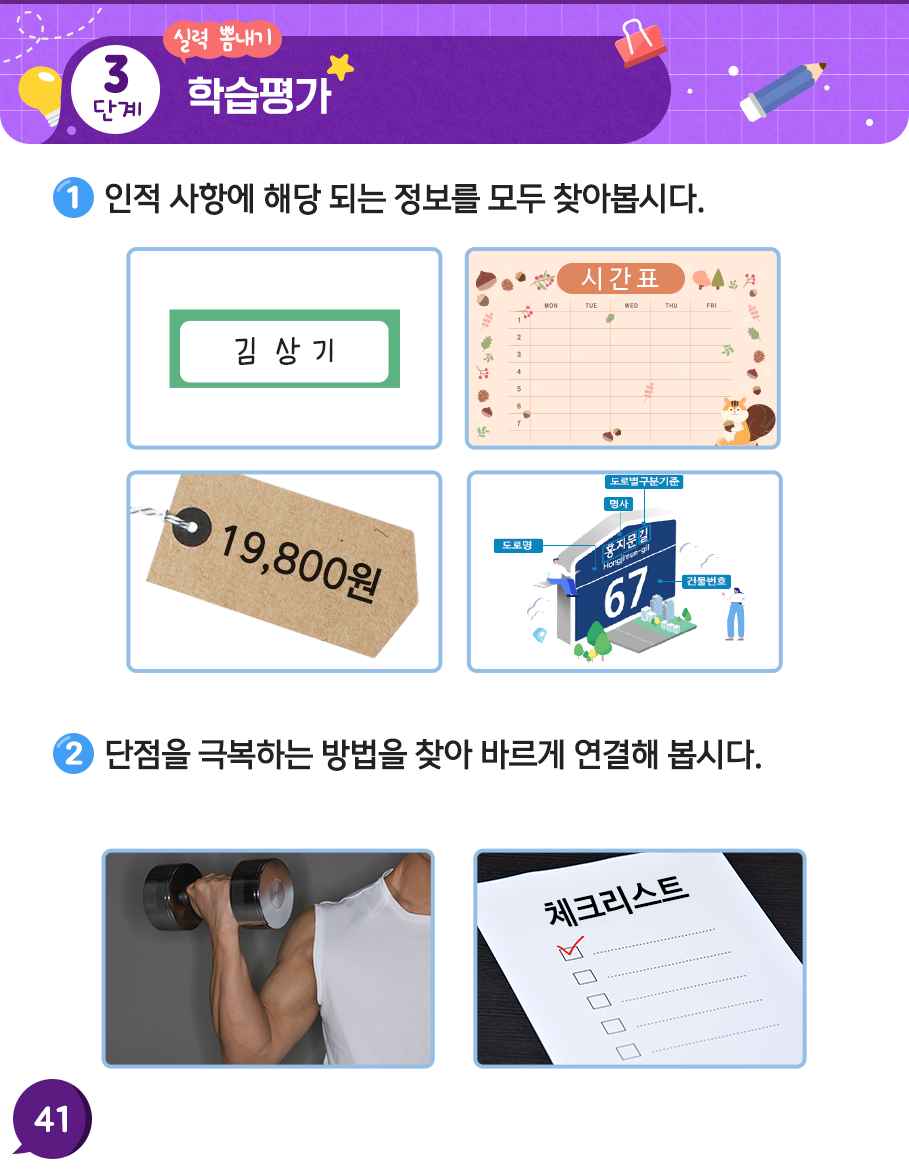 실력 뽐내기
3
단계
학습평가
1 인적 사항에 해당 되는 정보를 모두 찾아봅시다.
김 상 기
시간표
MON TUE WED THU FRI
1
2
3
4
5
6
7
19,800원
도로별구분기준
명사
도로명
홍지문길
Hongjimun-gil
67
건물번호
2 단점을 극복하는 방법을 찾아 바르게 연결해 봅시다.
체크리스트
41